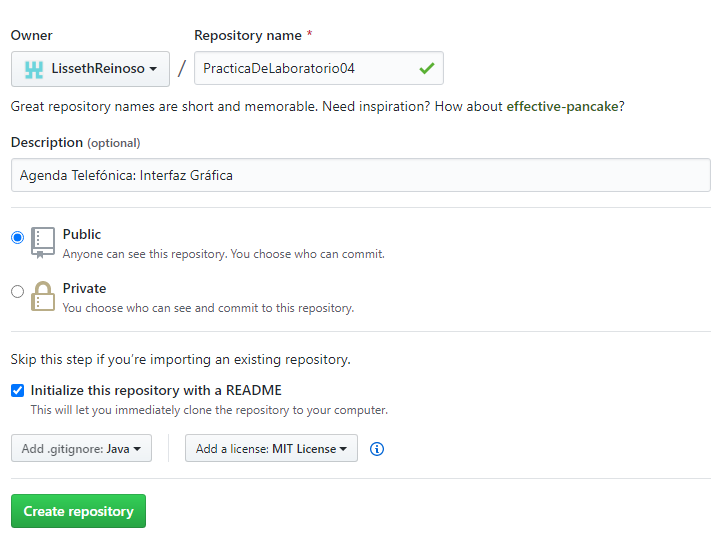 Owner Repository name *
LissethReinoso / PracticaDeLaboratorio04
Great repository names are short and memorable. Need inspiration? How about effective-pancake?
Description (optional)
Agenda Telefónica: Interfaz Gráfica
Public
Anyone can see this repository. You choose who can commit.
Private
You choose who can see and commit to this repository.
Skip this step if you're importing an existing repository.
Initialize this repository with a README
This will let you immediately clone the repository to your computer.
Add .gitignore: Java Add a license: MIT License
Create repository